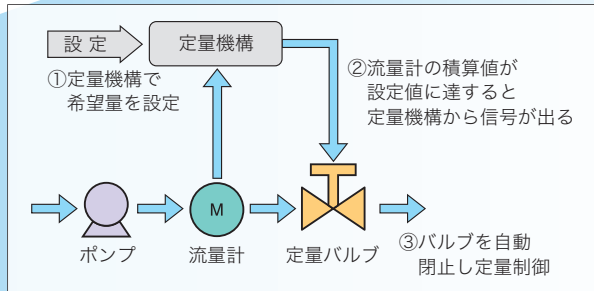 設 定
定量機構
①定量機構で
希望量を設定
②流量計の積算値が
設定値に達すると
定量機構から信号が出る
M
ポンプ
流量計
定量バルブ
③バルブを自動
閉止し定量制御